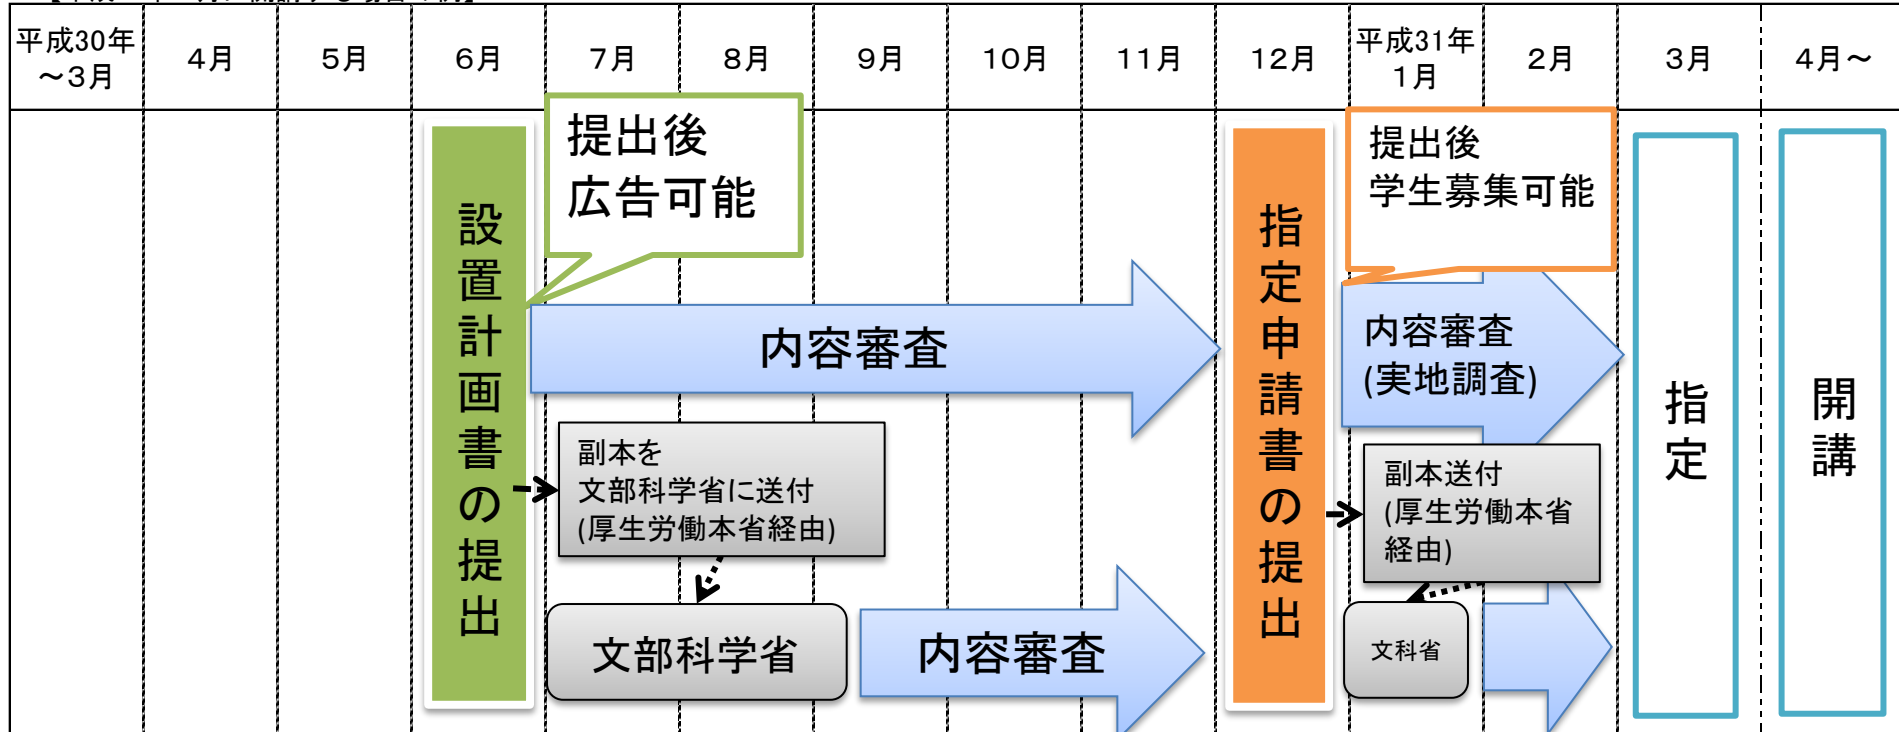 平成30年
～3月
4月
5月
6月
7月
8月
9月
10月
11月
12月
平成31年
1月
2月
3月
4月～
設置計画書の提出
提出後
広告可能
内容審査
副本を
文部科学省に送付
(厚生労働本省経由)
文部科学省
内容審査
指定申請書の提出
提出後
学生募集可能
内容審査
(実地調査)
副本送付
(厚生労働本省
経由)
文科省
指定
開講